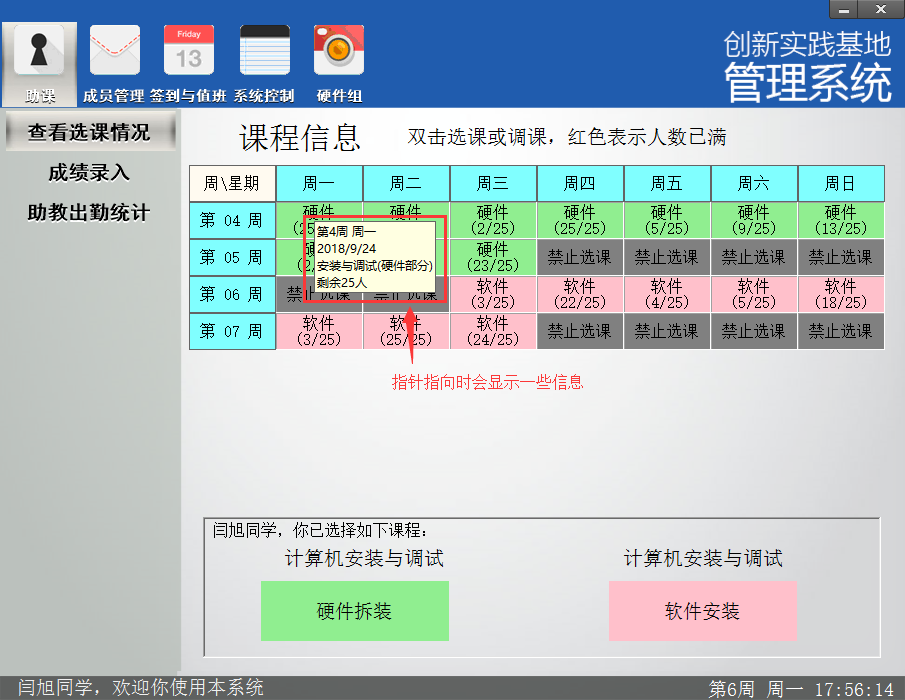 Friday
13
助课
成员管理
签到与值班
系统控制
硬件组
创新实践基地
管理系统
查看选课情况
成绩录入
助教出勤统计
课程信息
双击选课或调课，红色表示人数已满
周\星期 周一 周二 周三 周四 周五 周六 周日
第 04 周 硬件 硬件 硬件 硬件 硬件 硬件 硬件
(2/25) (25/25) (5/25) (9/25) (13/25)
第4周 周一
2018/9/24
安装与调试(硬件部分)
剩余25人
第 05 周 硬件 禁止选课 禁止选课 禁止选课 禁止选课
(23/25)
第 06 周 禁止选课 禁止选课 软件 软件 软件 软件 软件
(3/25) (22/25) (4/25) (5/25) (18/25)
第 07 周 软件 软件 软件 禁止选课 禁止选课 禁止选课 禁止选课
(3/25) (25/25) (24/25)
指针指向时会显示一些信息
闫旭同学，你已选择如下课程：
计算机安装与调试 计算机安装与调试
硬件拆装 软件安装
闫旭同学，欢迎你使用本系统
第6周 周一 17:56:14